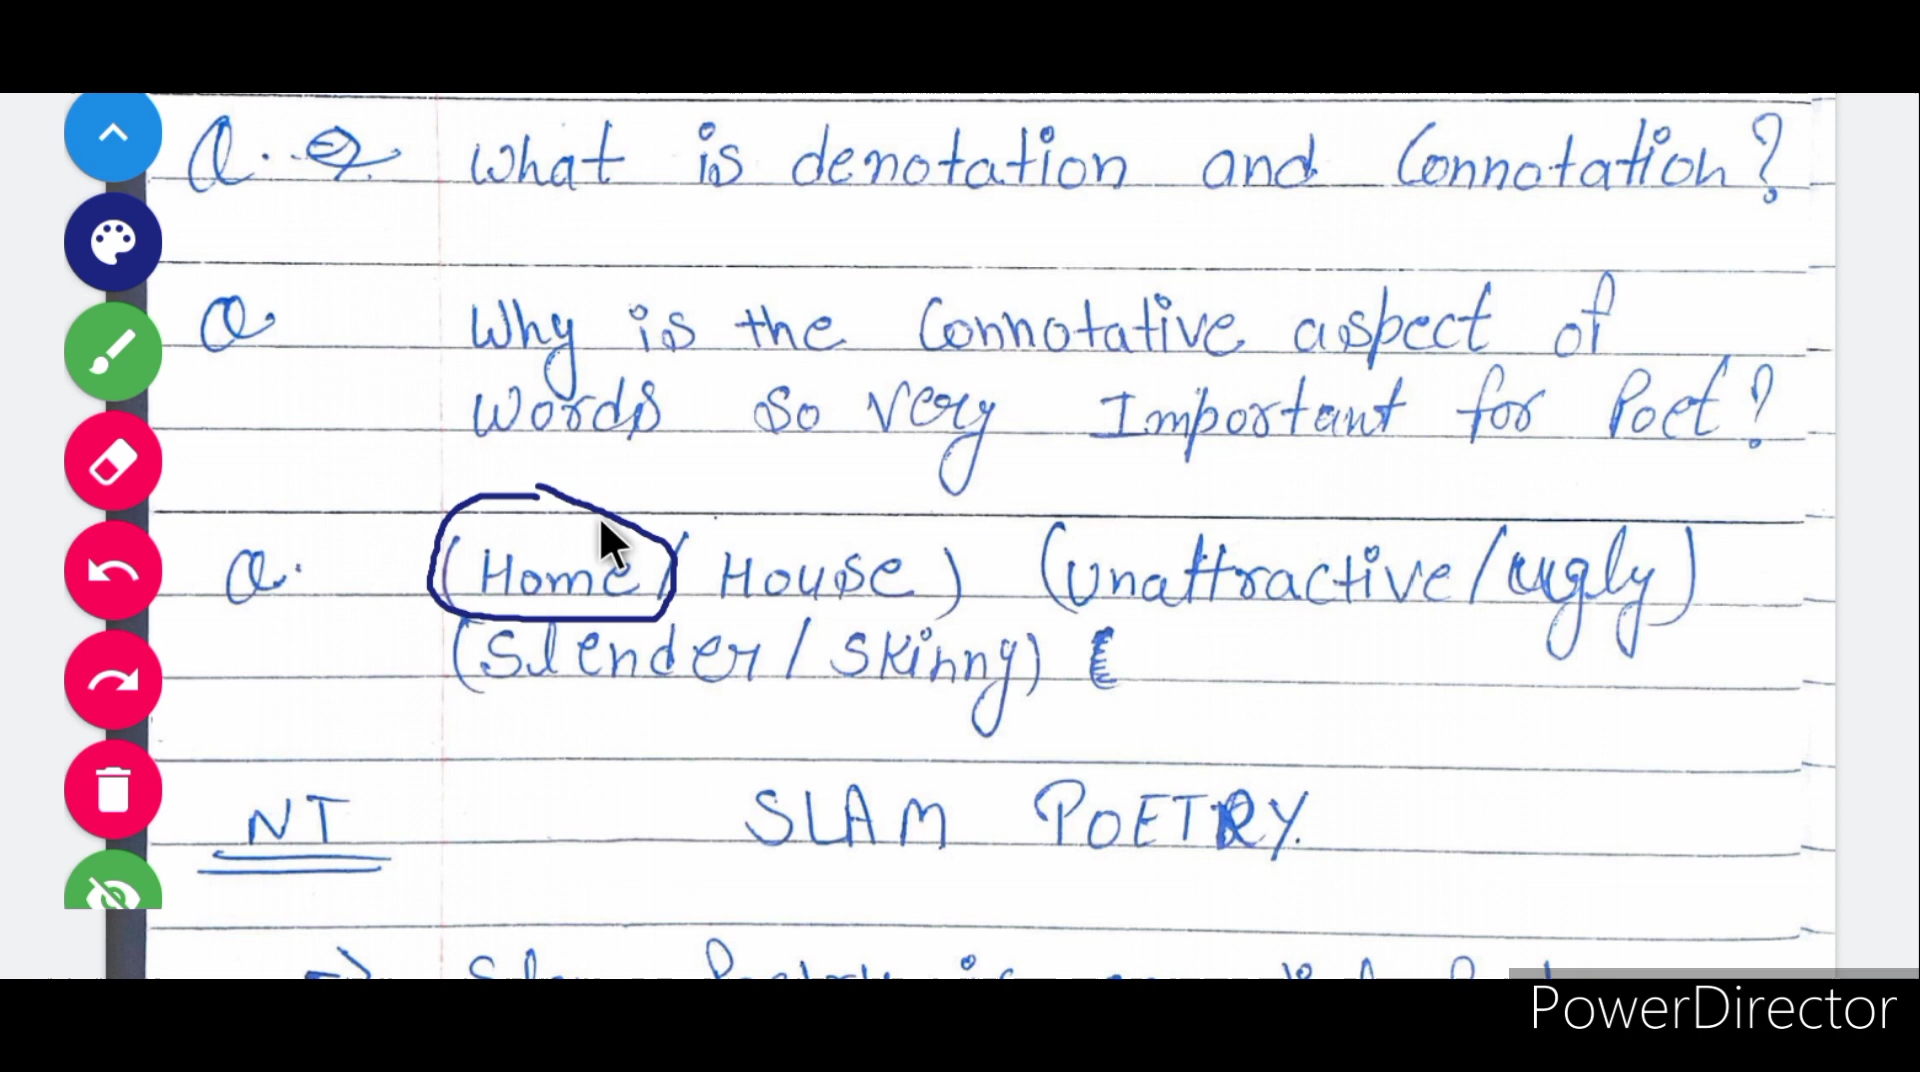 Q. What is denotation and Connotation?
Q Why is the Connotative aspect of
words so very Important for Poet?
Q. (Home / House) (Unattractive / ugly)
(Slender / Skinny)
NT SLAM POETRY.
PowerDirector